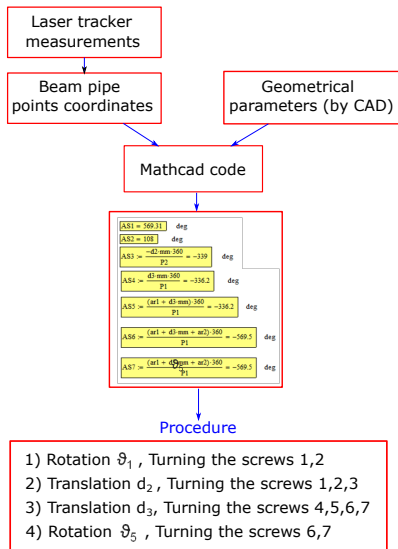 Laser tracker
measurements
Beam pipe
points coordinates
Geometrical
parameters (by CAD)
Mathcad code
AS1 = 569.31 deg
AS2 = 108 deg
AS3 := -d2·mm·360 / P2 = -339 deg
AS4 := d3·mm·360 / P1 = -336.2 deg
AS5 := (ar1 + d3·mm)·360 / P1 = -336.2 deg
AS6 := (ar1 + d3·mm + ar2)·360 / P1 = -569.5 deg
AS7 := (ar1 + d3·mm + ar2)·360 / P1 = -569.5 deg
Procedure
1) Rotation ϑ₁ , Turning the screws 1,2
2) Translation d₂, Turning the screws 1,2,3
3) Translation d₃, Turning the screws 4,5,6,7
4) Rotation ϑ₅ , Turning the screws 6,7